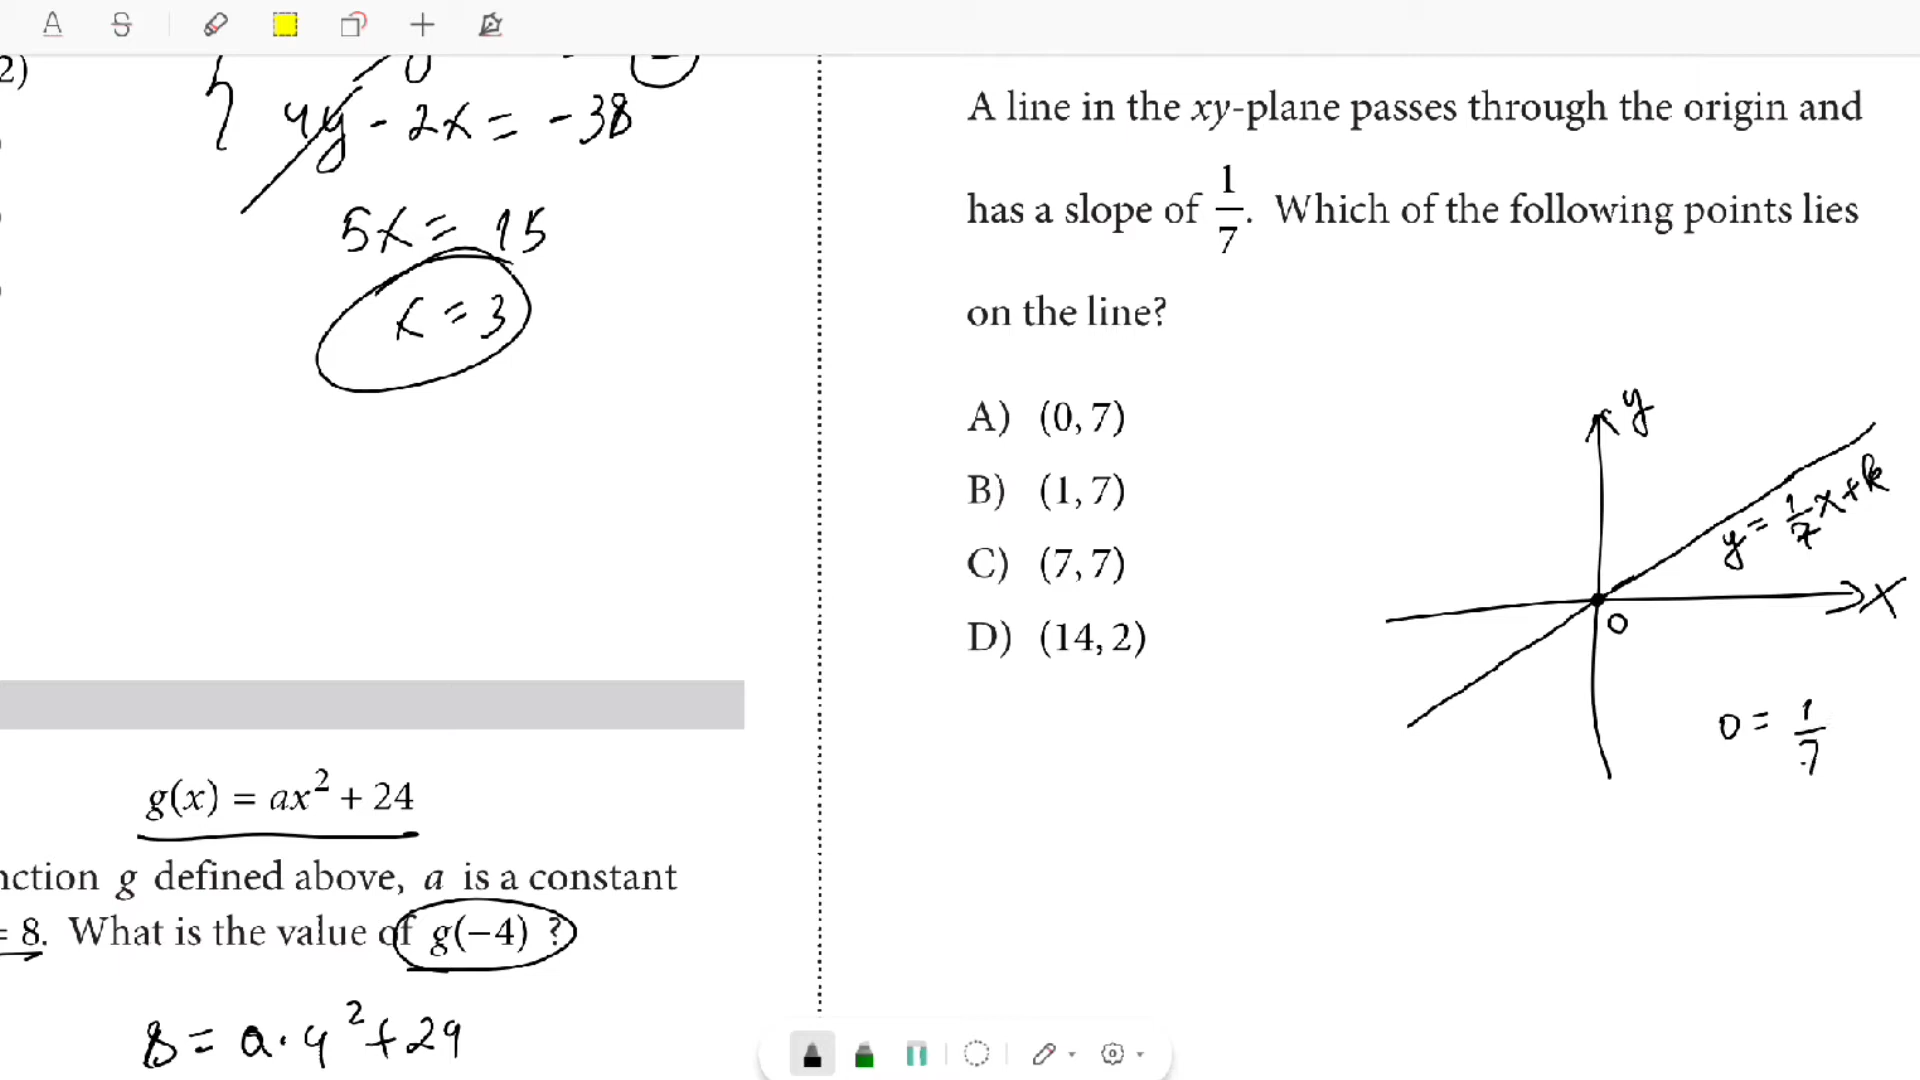 2)
4y - 2x = -38
5x = 15
x = 3
g(x) = ax² + 24
nction g defined above, a is a constant
= 8. What is the value of g(−4) ?
8 = a · 4² + 24
A line in the xy-plane passes through the origin and
has a slope of 1/7. Which of the following points lies
on the line?
A) (0, 7)
B) (1, 7)
C) (7, 7)
D) (14, 2)
y
y = 1/7 x + k
x
0
0 = 1/7